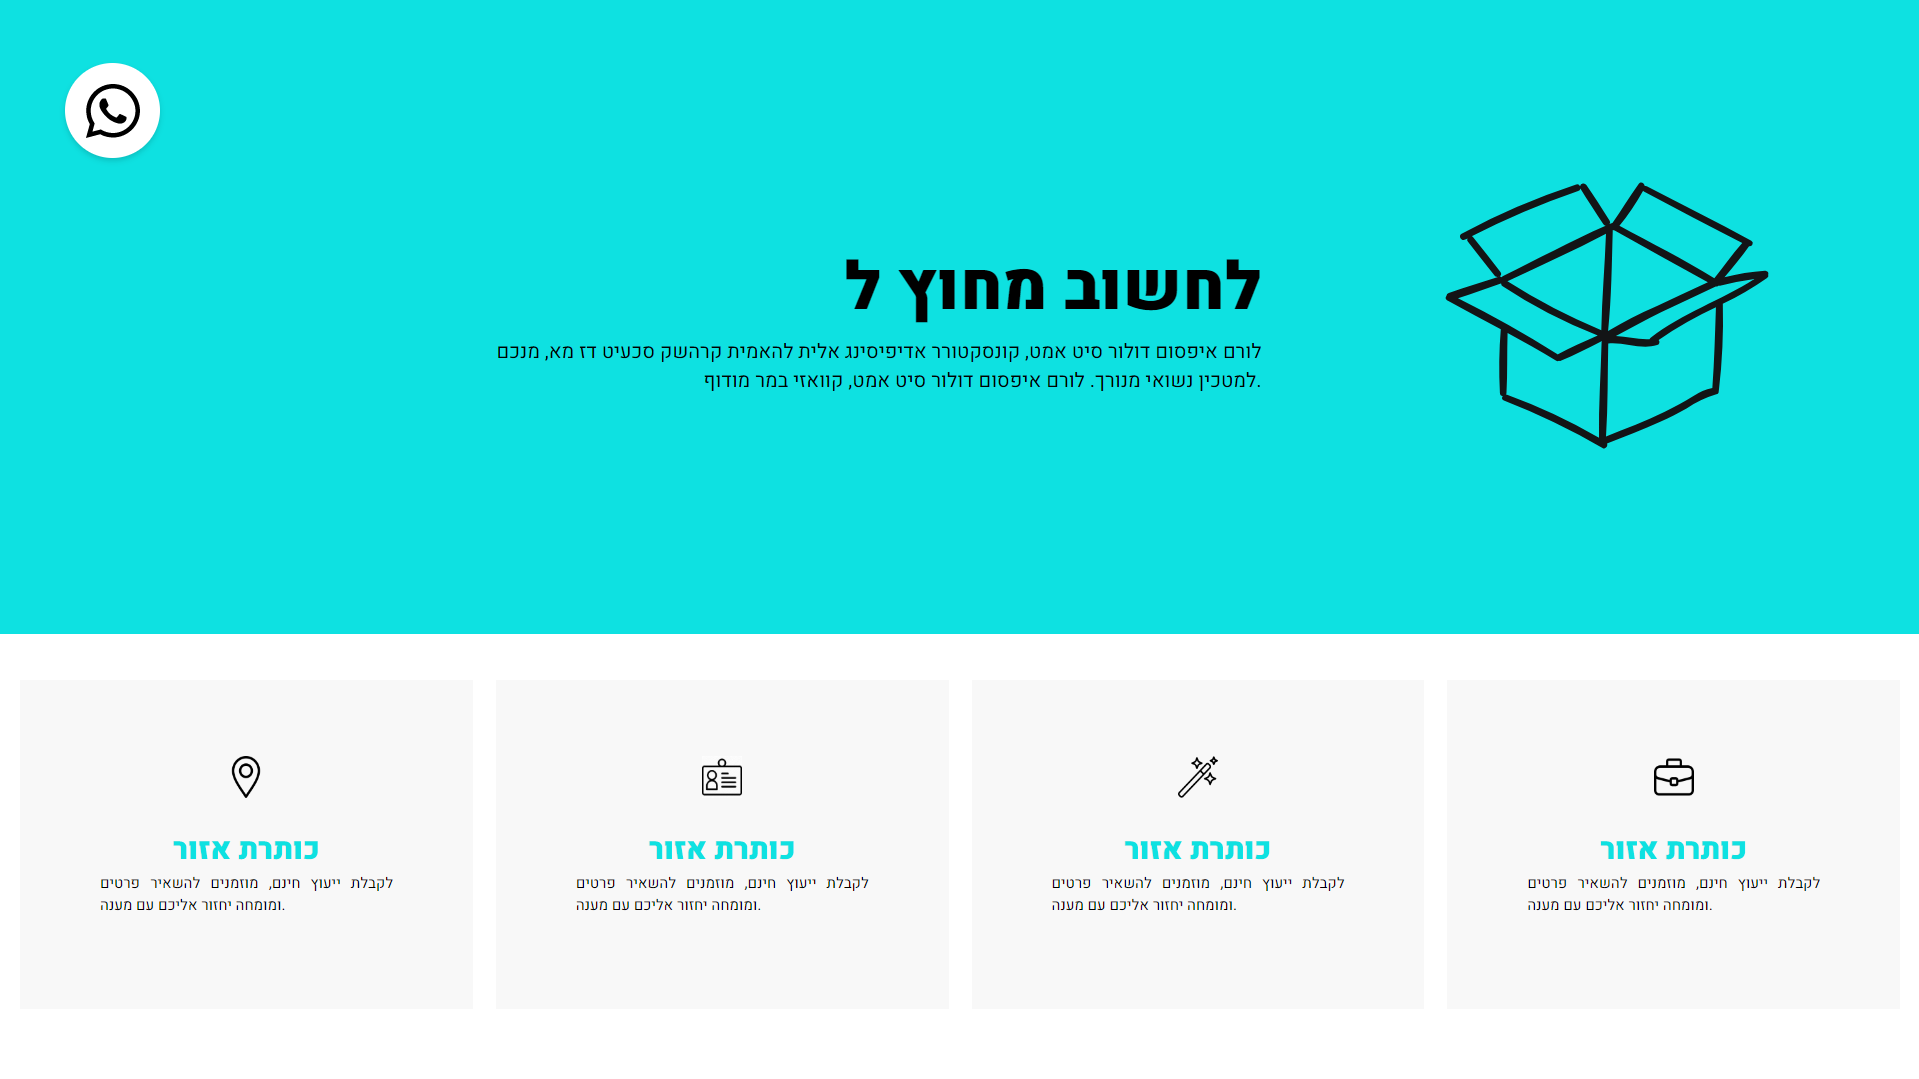 לחשוב מחוץ ל
לורם איפסום דולור סיט אמט, קונסקטורר אדיפיסינג אלית להאמית קרהשק סכעיט דז מא, מנכם
.למטכין נשואי מנורך. לורם איפסום דולור סיט אמט, קוואזי במר מודוף
כותרת אזור
לקבלת ייעוץ חינם, מוזמנים להשאיר פרטים
ומומחה יחזור אליכם עם מענה.
כותרת אזור
לקבלת ייעוץ חינם, מוזמנים להשאיר פרטים
ומומחה יחזור אליכם עם מענה.
כותרת אזור
לקבלת ייעוץ חינם, מוזמנים להשאיר פרטים
ומומחה יחזור אליכם עם מענה.
כותרת אזור
לקבלת ייעוץ חינם, מוזמנים להשאיר פרטים
ומומחה יחזור אליכם עם מענה.